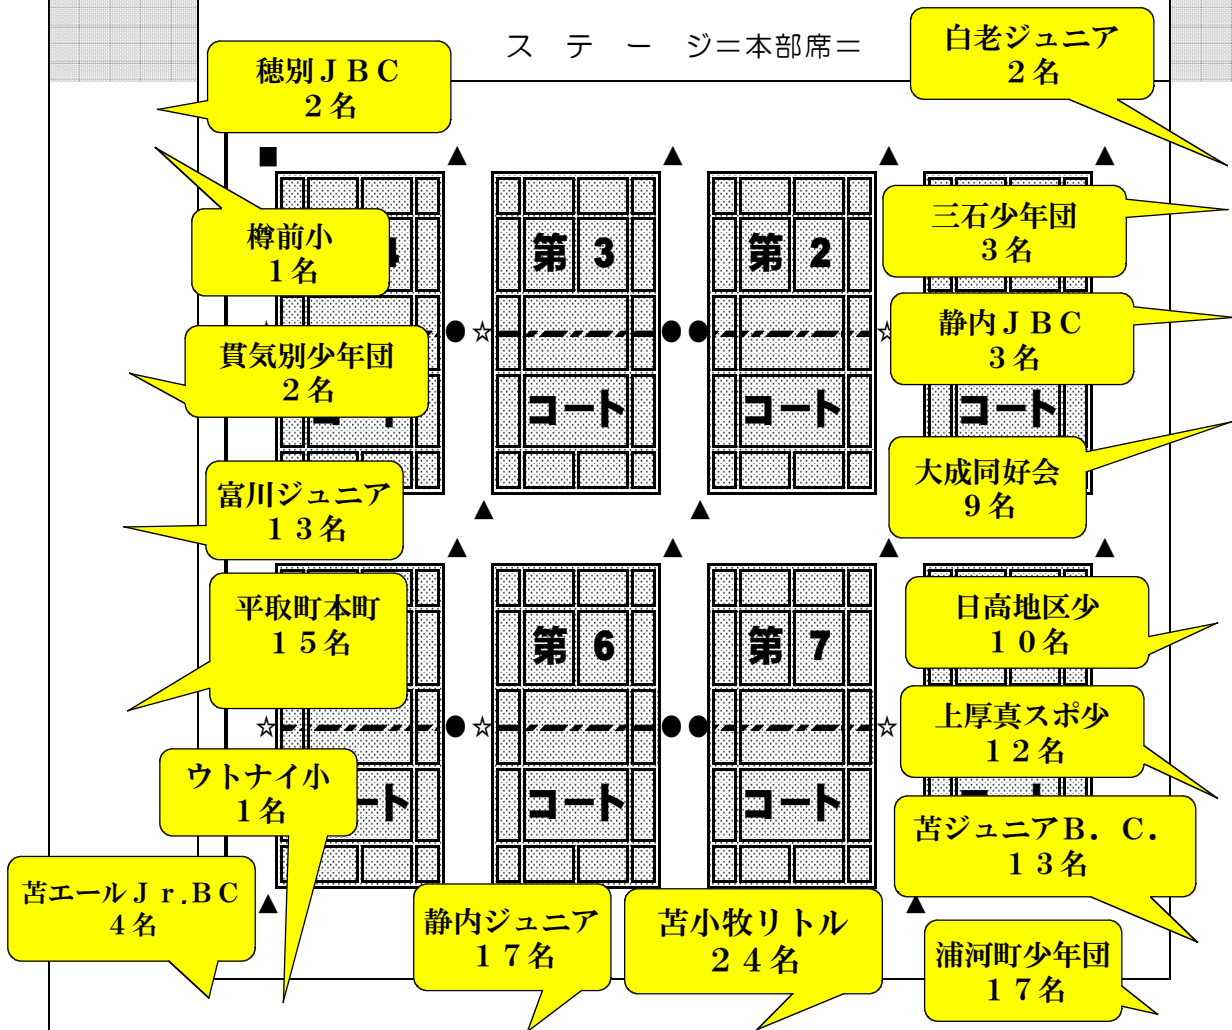 ステージ=本部席=
白老ジュニア
2名
穂別JBC
2名
樽前小
1名
三石少年団
3名
4
第3
第2
静内JBC
3名
貫気別少年団
2名
コート
コート
コート
大成同好会
9名
富川ジュニア
13名
平取町本町
15名
日高地区少
10名
第6
第7
上厚真スポ少
12名
ウトナイ小
1名
ート
コート
コート
苫ジュニアB.C.
13名
苫エールJr.BC
4名
静内ジュニア
17名
苫小牧リトル
24名
浦河町少年団
17名